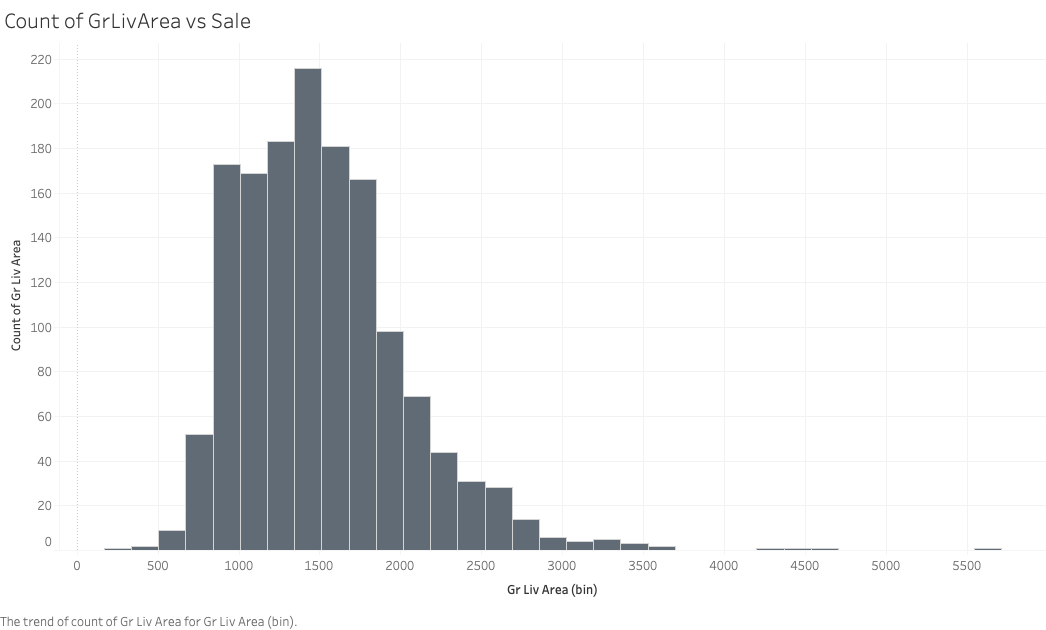 Count of GrLivArea vs Sale
220
200
180
160
140
120
100
80
60
40
20
0
Count of Gr Liv Area
0 500 1000 1500 2000 2500 3000 3500 4000 4500 5000 5500
Gr Liv Area (bin)
The trend of count of Gr Liv Area for Gr Liv Area (bin).